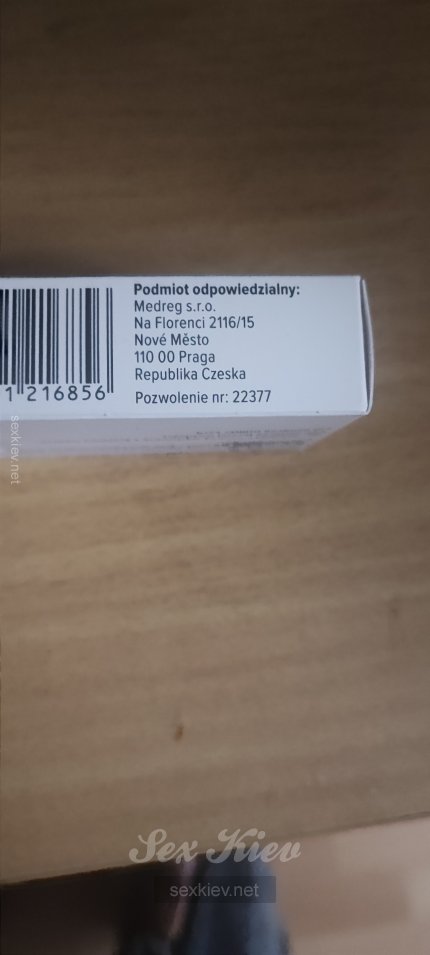 Podmiot odpowiedzialny:
Medreg s.r.o.
Na Florenci 2116/15
Nové Město
110 00 Praga
Republika Czeska
Pozwolenie nr: 22377
1 216856
sexkiev.net
Sex Kiev
sexkiev.net